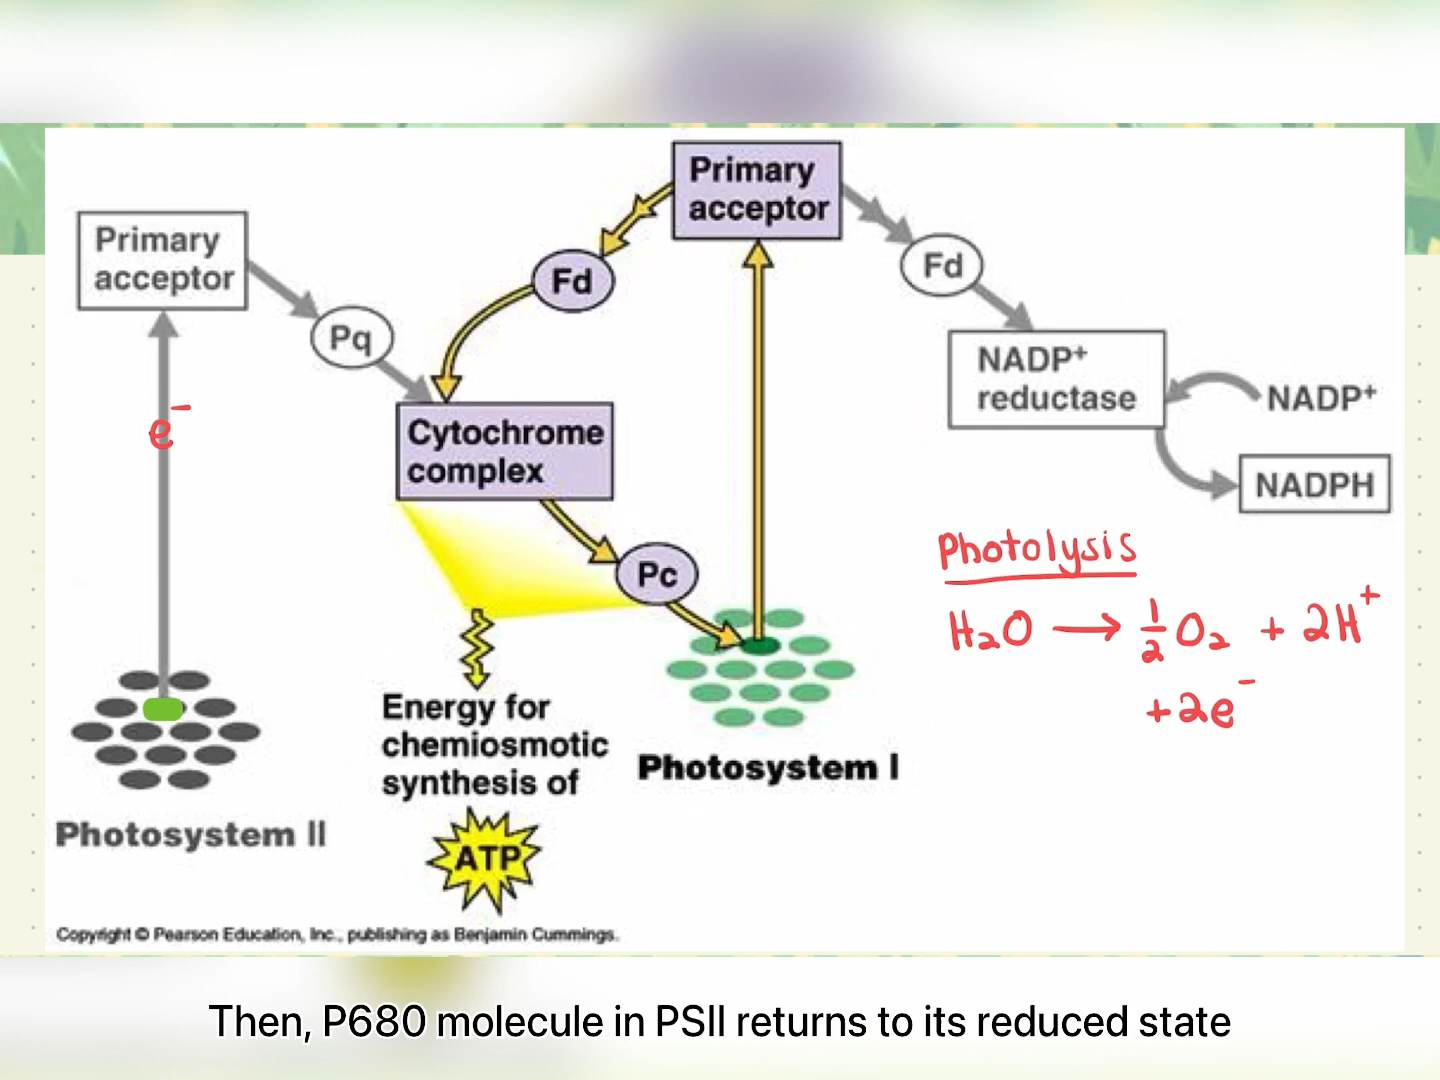 Primary
acceptor
Primary
acceptor
Fd
Fd
Pq
NADP⁺
reductase
NADP⁺
e⁻
Cytochrome
complex
NADPH
Photolysis
Pc
H₂O → ½ O₂ + 2H⁺
+ 2e⁻
Energy for
chemiosmotic
synthesis of
Photosystem I
Photosystem II
ATP
Copyright © Pearson Education, Inc., publishing as Benjamin Cummings.
Then, P680 molecule in PSII returns to its reduced state